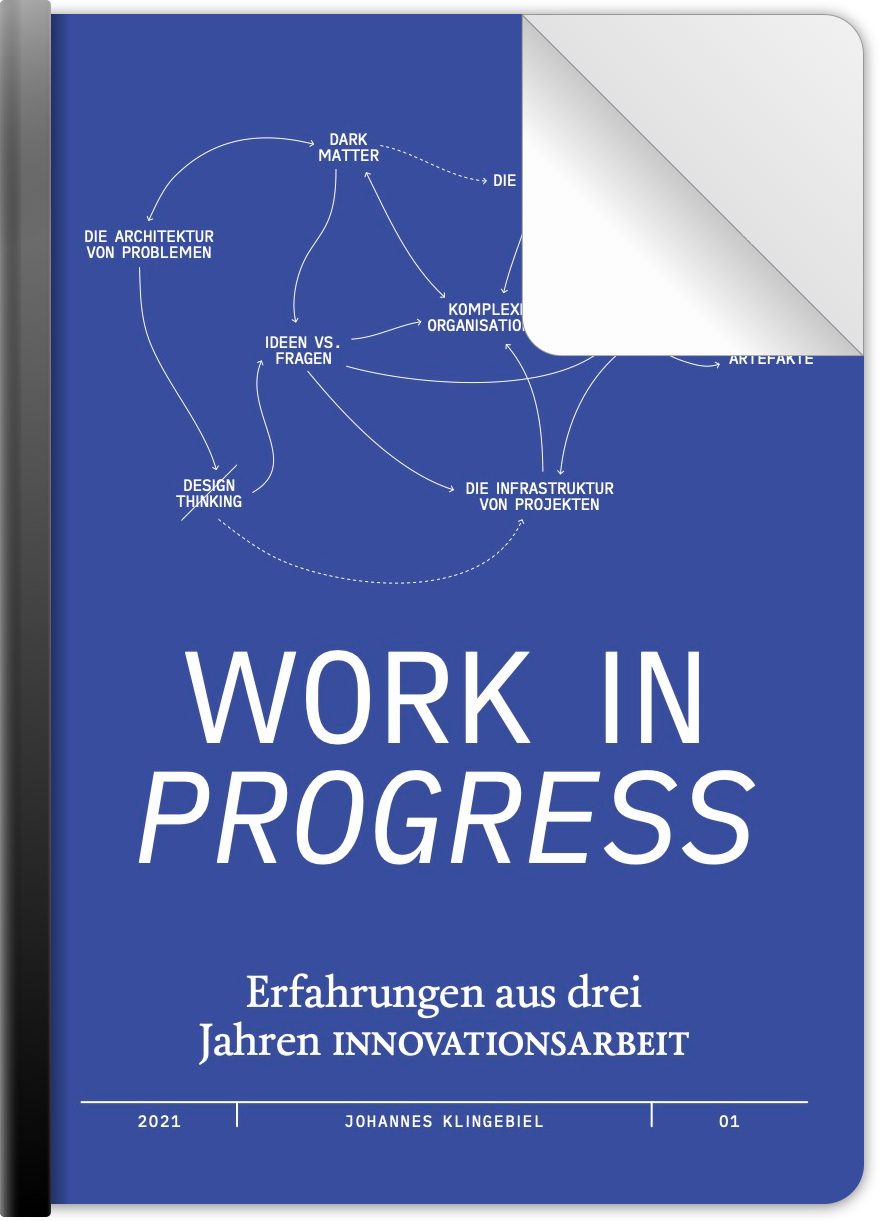 DARK
MATTER
DIE
DIE ARCHITEKTUR
VON PROBLEMEN
IDEEN VS.
FRAGEN
ARTEFAKTE
DESIGN
THINKING
DIE INFRASTRUKTUR
VON PROJEKTEN
WORK IN
PROGRESS
Erfahrungen aus drei
Jahren INNOVATIONSARBEIT
2021 JOHANNES KLINGEBIEL 01